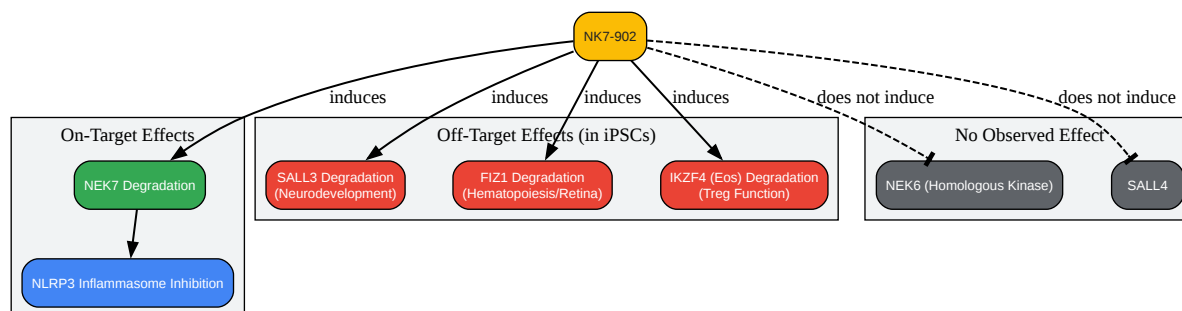 NK7-902
induces
induces
induces
induces
does not induce
does not induce
On-Target Effects
Off-Target Effects (in iPSCs)
No Observed Effect
NEK7 Degradation
SALL3 Degradation
(Neurodevelopment)
FIZ1 Degradation
(Hematopoiesis/Retina)
IKZF4 (Eos) Degradation
(Treg Function)
NEK6 (Homologous Kinase)
SALL4
NLRP3 Inflammasome Inhibition